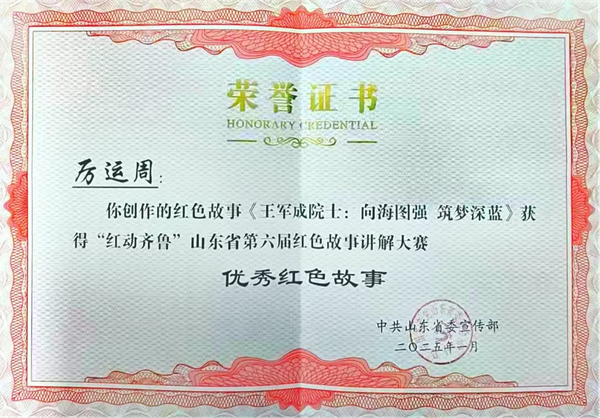 荣誉证书
HONORARY CREDENTIAL
厉运周：
你创作的红色故事《王军成院士：向海图强 筑梦深蓝》获
得“红动齐鲁”山东省第六届红色故事讲解大赛
优秀红色故事
中共山东省委宣传部
二〇二五年一月